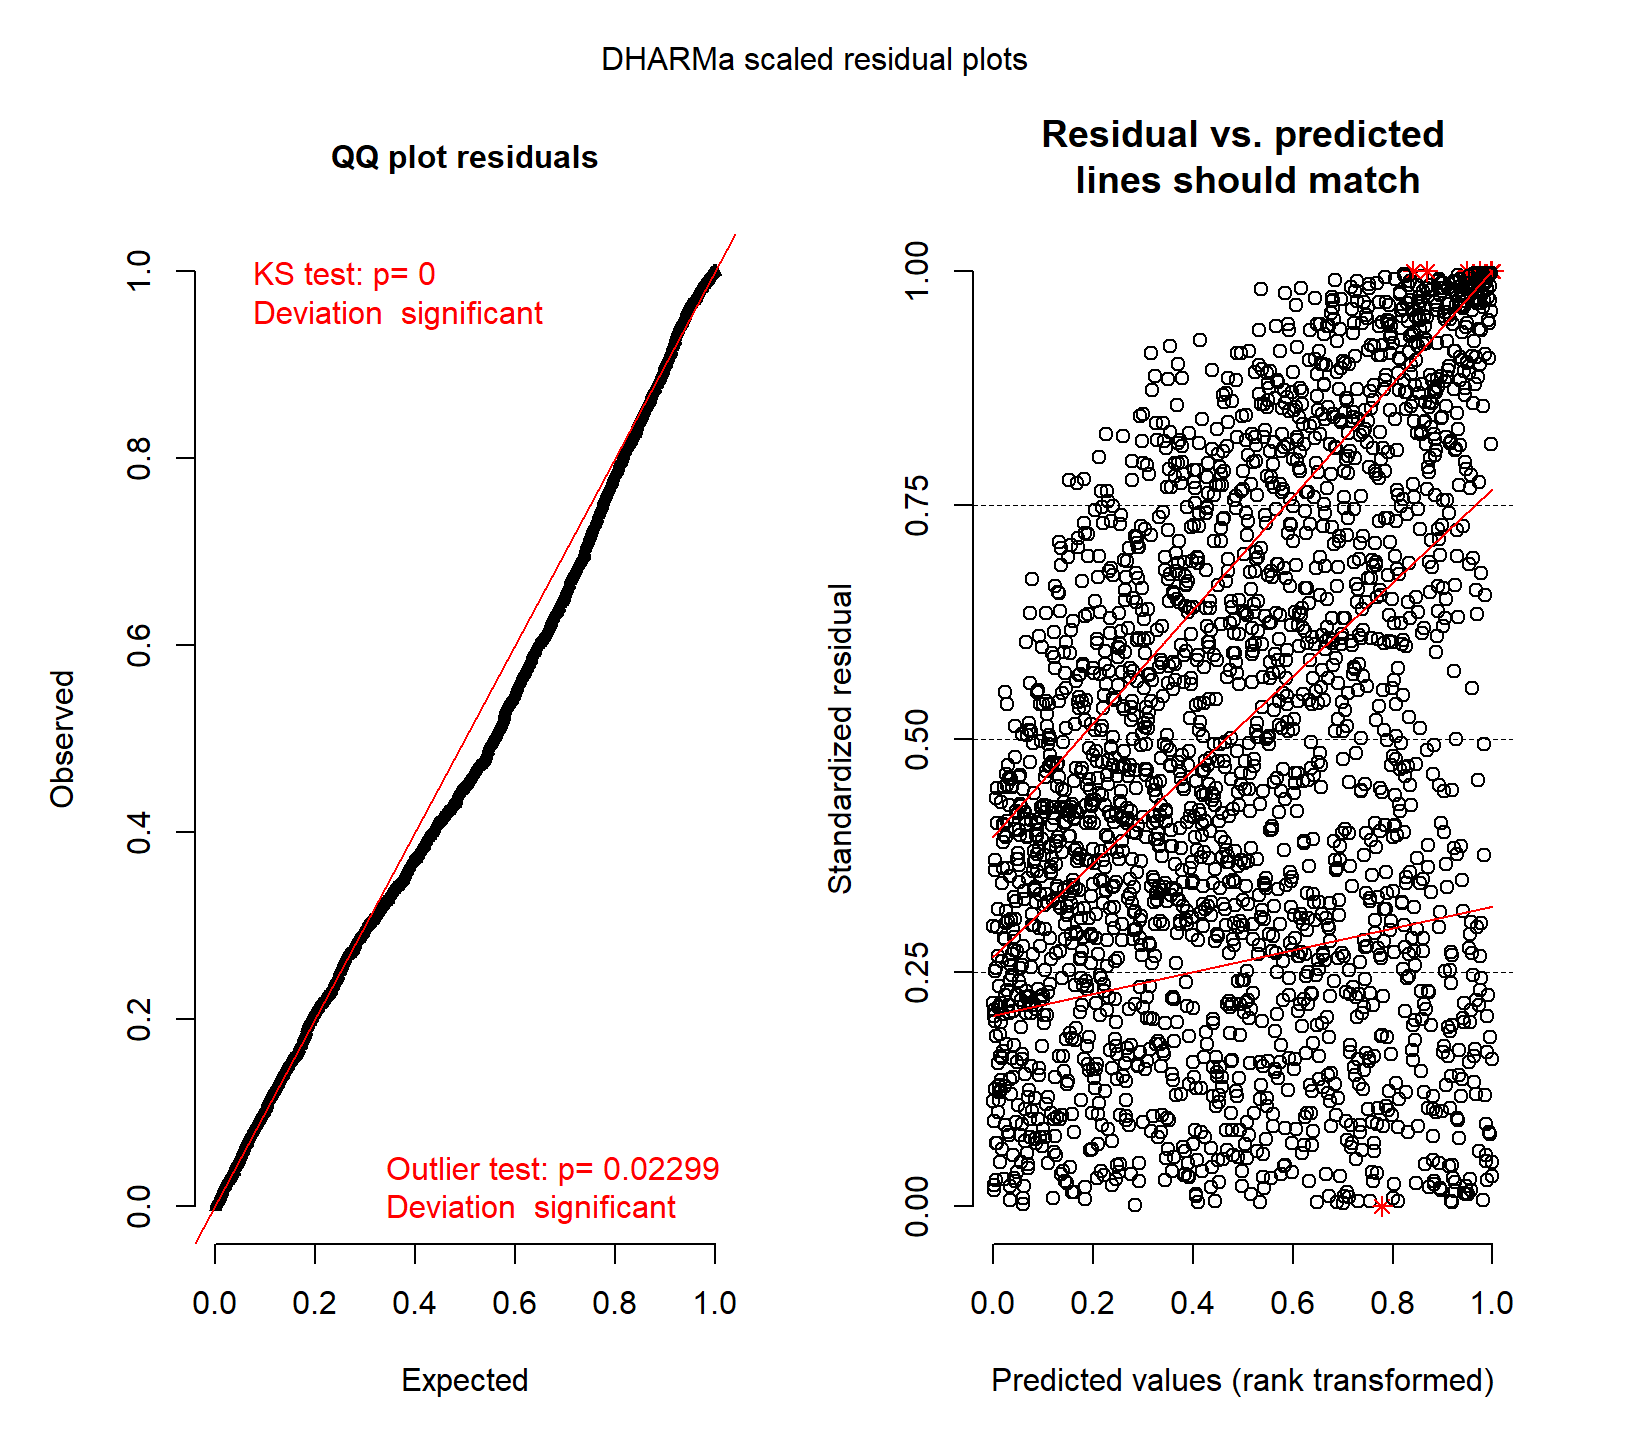 DHARMa scaled residual plots
QQ plot residuals
KS test: p= 0
Deviation  significant
Outlier test: p= 0.02299
Deviation  significant
Observed
0.0 0.2 0.4 0.6 0.8 1.0
0.0 0.2 0.4 0.6 0.8 1.0
Expected
Residual vs. predicted
lines should match
Standardized residual
0.00 0.25 0.50 0.75 1.00
0.0 0.2 0.4 0.6 0.8 1.0
Predicted values (rank transformed)